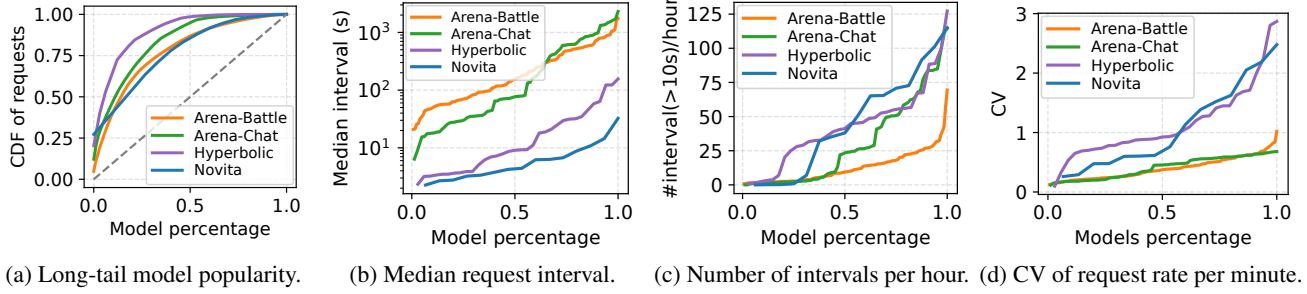 CDF of requests
1.00
0.75
0.50
0.25
0.00
Arena-Battle
Arena-Chat
Hyperbolic
Novita
0.0 0.5 1.0
Model percentage
(a) Long-tail model popularity.
Median interval (s)
10³
10²
10¹
Arena-Battle
Arena-Chat
Hyperbolic
Novita
0.0 0.5 1.0
Model percentage
(b) Median request interval.
#interval(>10s)/hour
125
100
75
50
25
0
Arena-Battle
Arena-Chat
Hyperbolic
Novita
0.0 0.5 1.0
Model percentage
(c) Number of intervals per hour.
CV
3
2
1
0
Arena-Battle
Arena-Chat
Hyperbolic
Novita
0.0 0.5 1.0
Models percentage
(d) CV of request rate per minute.